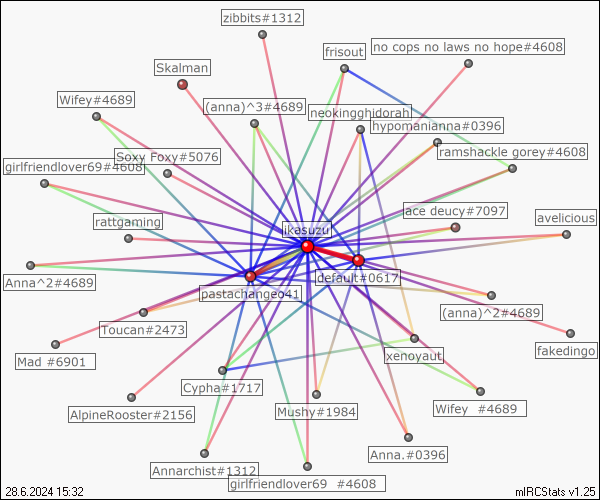 zibbits#1312
frisout
no cops no laws no hope#4608
Skalman
Wifey#4689
(anna)^3#4689
neokingghidorah
hypomanianna#0396
ramshackle gorey#4608
Soxy Foxy#5076
girlfriendlover69#4608
ace deucy#7097
avelicious
rattgaming
ikasuzu
default#0617
Anna^2#4689
pastachangeo41
(anna)^2#4689
Toucan#2473
fakedingo
xenoyaut
Mad #6901
Cypha#1717
AlpineRooster#2156
Mushy#1984
Wifey #4689
Anna.#0396
Annarchist#1312
girlfriendlover69 #4608
28.6.2024 15:32
mIRCStats v1.25